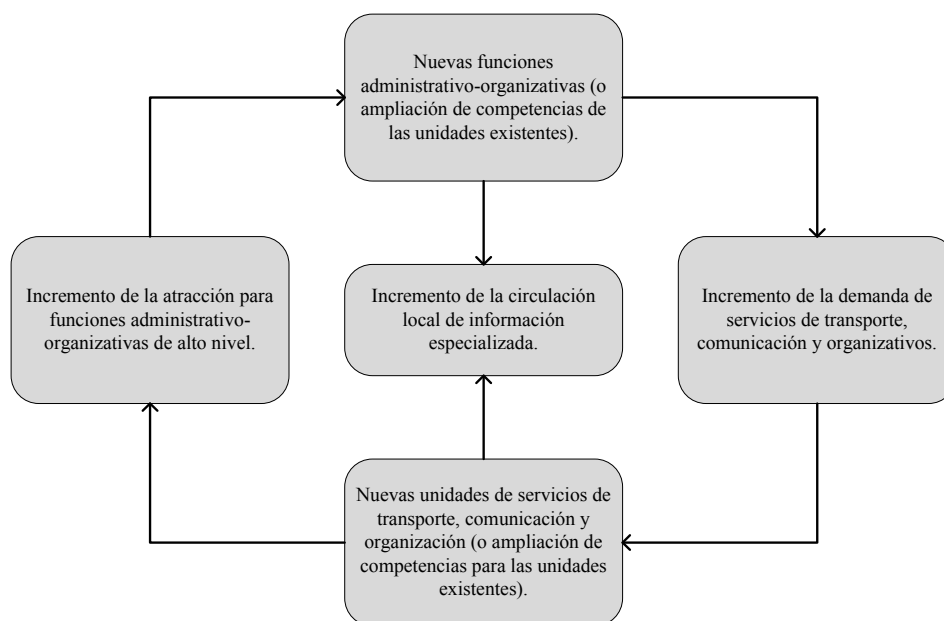 Nuevas funciones
administrativo-organizativas (o
ampliación de competencias de
las unidades existentes).
Incremento de la atracción para
funciones administrativo-
organizativas de alto nivel.
Incremento de la circulación
local de información
especializada.
Incremento de la demanda de
servicios de transporte,
comunicación y organizativos.
Nuevas unidades de servicios de
transporte, comunicación y
organización (o ampliación de
competencias para las unidades
existentes).